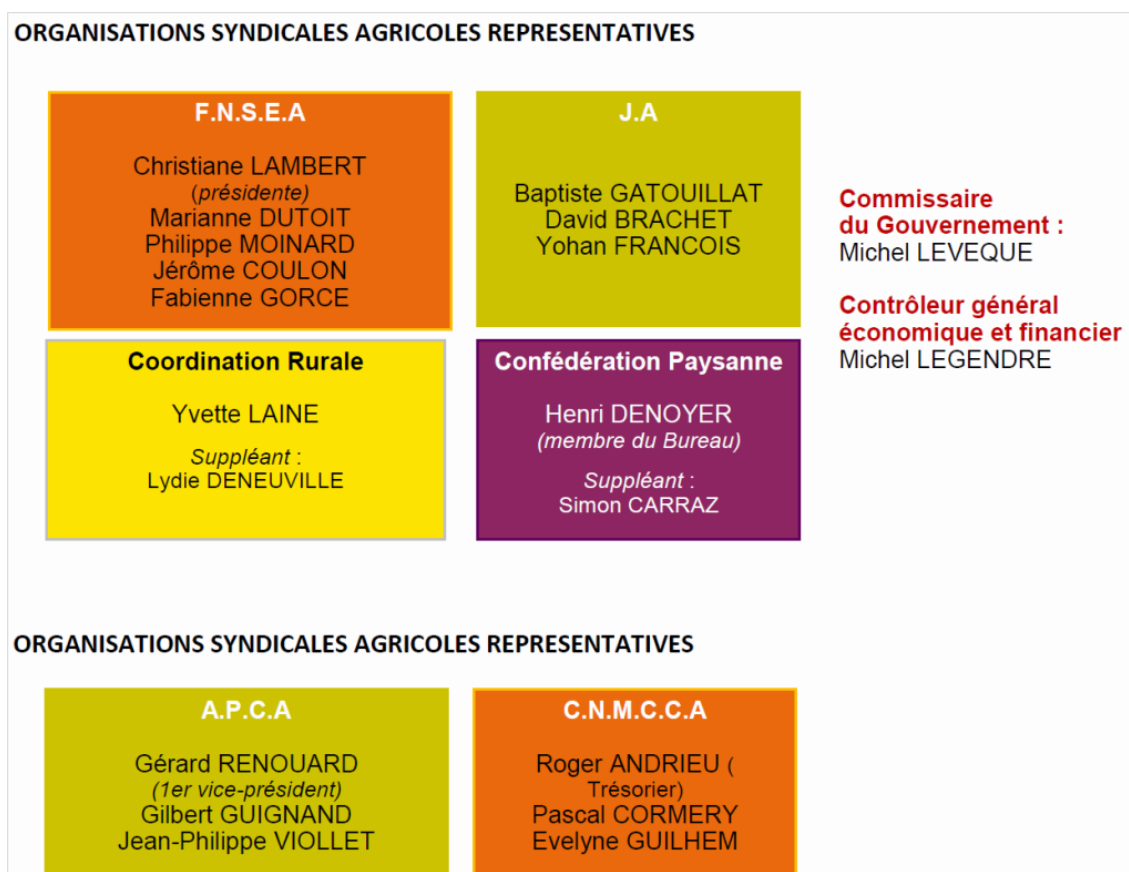 ORGANISATIONS SYNDICALES AGRICOLES REPRESENTATIVES
F.N.S.E.A
Christiane LAMBERT
(présidente)
Marianne DUTOIT
Philippe MOINARD
Jérôme COULON
Fabienne GORCE
J.A
Baptiste GATOUILLAT
David BRACHET
Yohan FRANCOIS
Commissaire
du Gouvernement :
Michel LEVEQUE
Contrôleur général
économique et financier
Michel LEGENDRE
Coordination Rurale
Yvette LAINE
Suppléant :
Lydie DENEUVILLE
Confédération Paysanne
Henri DENOYER
(membre du Bureau)
Suppléant :
Simon CARRAZ
ORGANISATIONS SYNDICALES AGRICOLES REPRESENTATIVES
A.P.C.A
Gérard RENOUARD
(1er vice-président)
Gilbert GUIGNAND
Jean-Philippe VIOLLET
C.N.M.C.C.A
Roger ANDRIEU (
Trésorier)
Pascal CORMERY
Evelyne GUILHEM